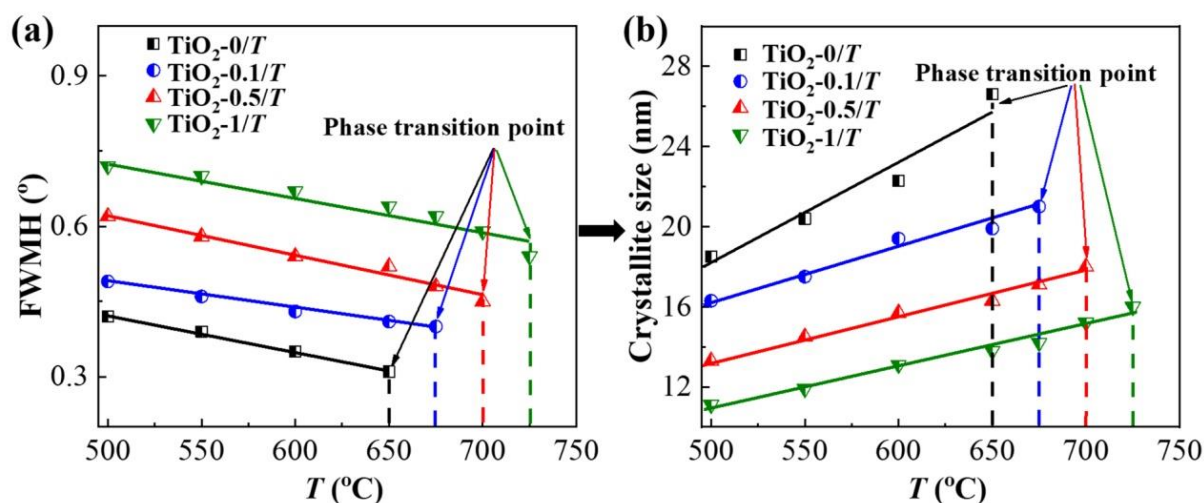 (a)
TiO2-0/T
TiO2-0.1/T
TiO2-0.5/T
TiO2-1/T
Phase transition point
FWMH (º)
0.9
0.6
0.3
500 550 600 650 700 750
T (ºC)
(b)
TiO2-0/T
TiO2-0.1/T
TiO2-0.5/T
TiO2-1/T
Phase transition point
Crystallite size (nm)
28
24
20
16
12
500 550 600 650 700 750
T (ºC)